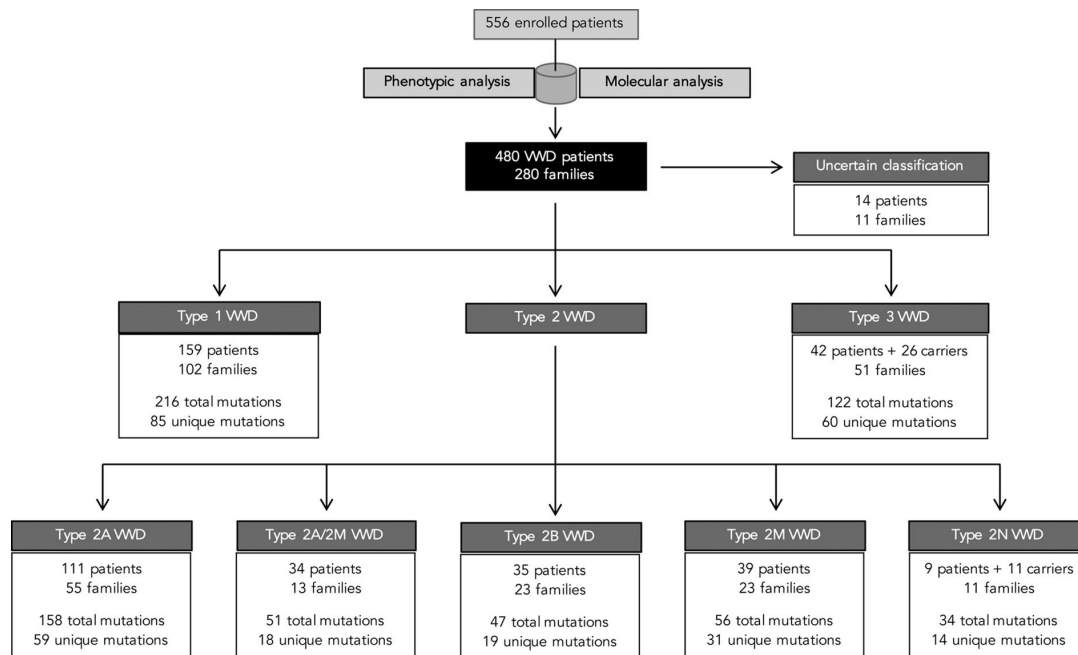 556 enrolled patients
Phenotypic analysis
Molecular analysis
480 VWD patients
280 families
Uncertain classification
14 patients
11 families
Type 1 VWD
159 patients
102 families
216 total mutations
85 unique mutations
Type 2 VWD
Type 3 VWD
42 patients + 26 carriers
51 families
122 total mutations
60 unique mutations
Type 2A VWD
111 patients
55 families
158 total mutations
59 unique mutations
Type 2A/2M VWD
34 patients
13 families
51 total mutations
18 unique mutations
Type 2B VWD
35 patients
23 families
47 total mutations
19 unique mutations
Type 2M VWD
39 patients
23 families
56 total mutations
31 unique mutations
Type 2N VWD
9 patients + 11 carriers
11 families
34 total mutations
14 unique mutations